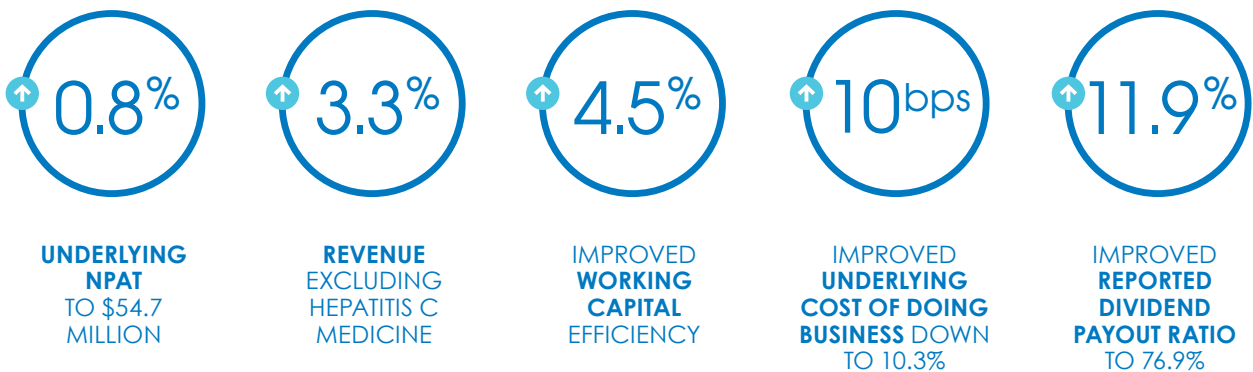 0.8%
UNDERLYING
NPAT
TO $54.7
MILLION
3.3%
REVENUE
EXCLUDING
HEPATITIS C
MEDICINE
4.5%
IMPROVED
WORKING
CAPITAL
EFFICIENCY
10bps
IMPROVED
UNDERLYING
COST OF DOING
BUSINESS DOWN
TO 10.3%
11.9%
IMPROVED
REPORTED
DIVIDEND
PAYOUT RATIO
TO 76.9%